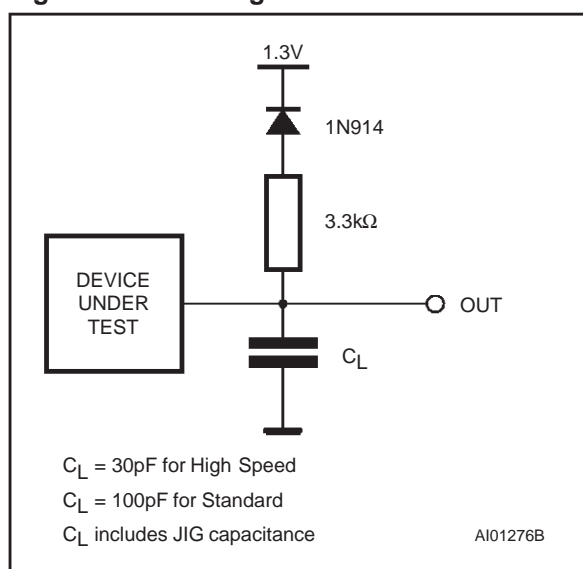 1.3V
1N914
3.3kΩ
DEVICE
UNDER
TEST
OUT
CL
CL = 30pF for High Speed
CL = 100pF for Standard
CL includes JIG capacitance
AI01276B